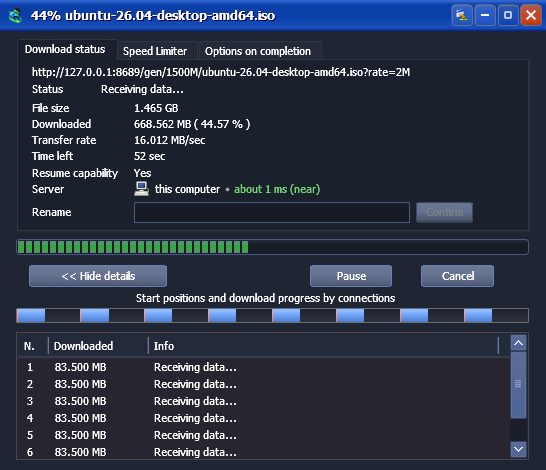 44% ubuntu-26.04-desktop-amd64.iso
Download status Speed Limiter Options on completion
http://127.0.0.1:8689/gen/1500M/ubuntu-26.04-desktop-amd64.iso?rate=2M
Status Receiving data...
File size 1.465 GB
Downloaded 668.562 MB ( 44.57 % )
Transfer rate 16.012 MB/sec
Time left 52 sec
Resume capability Yes
Server this computer • about 1 ms (near)
Rename Confirm
<< Hide details Pause Cancel
Start positions and download progress by connections
N. Downloaded Info
1 83.500 MB Receiving data...
2 83.500 MB Receiving data...
3 83.500 MB Receiving data...
4 83.500 MB Receiving data...
5 83.500 MB Receiving data...
6 83.500 MB Receiving data...